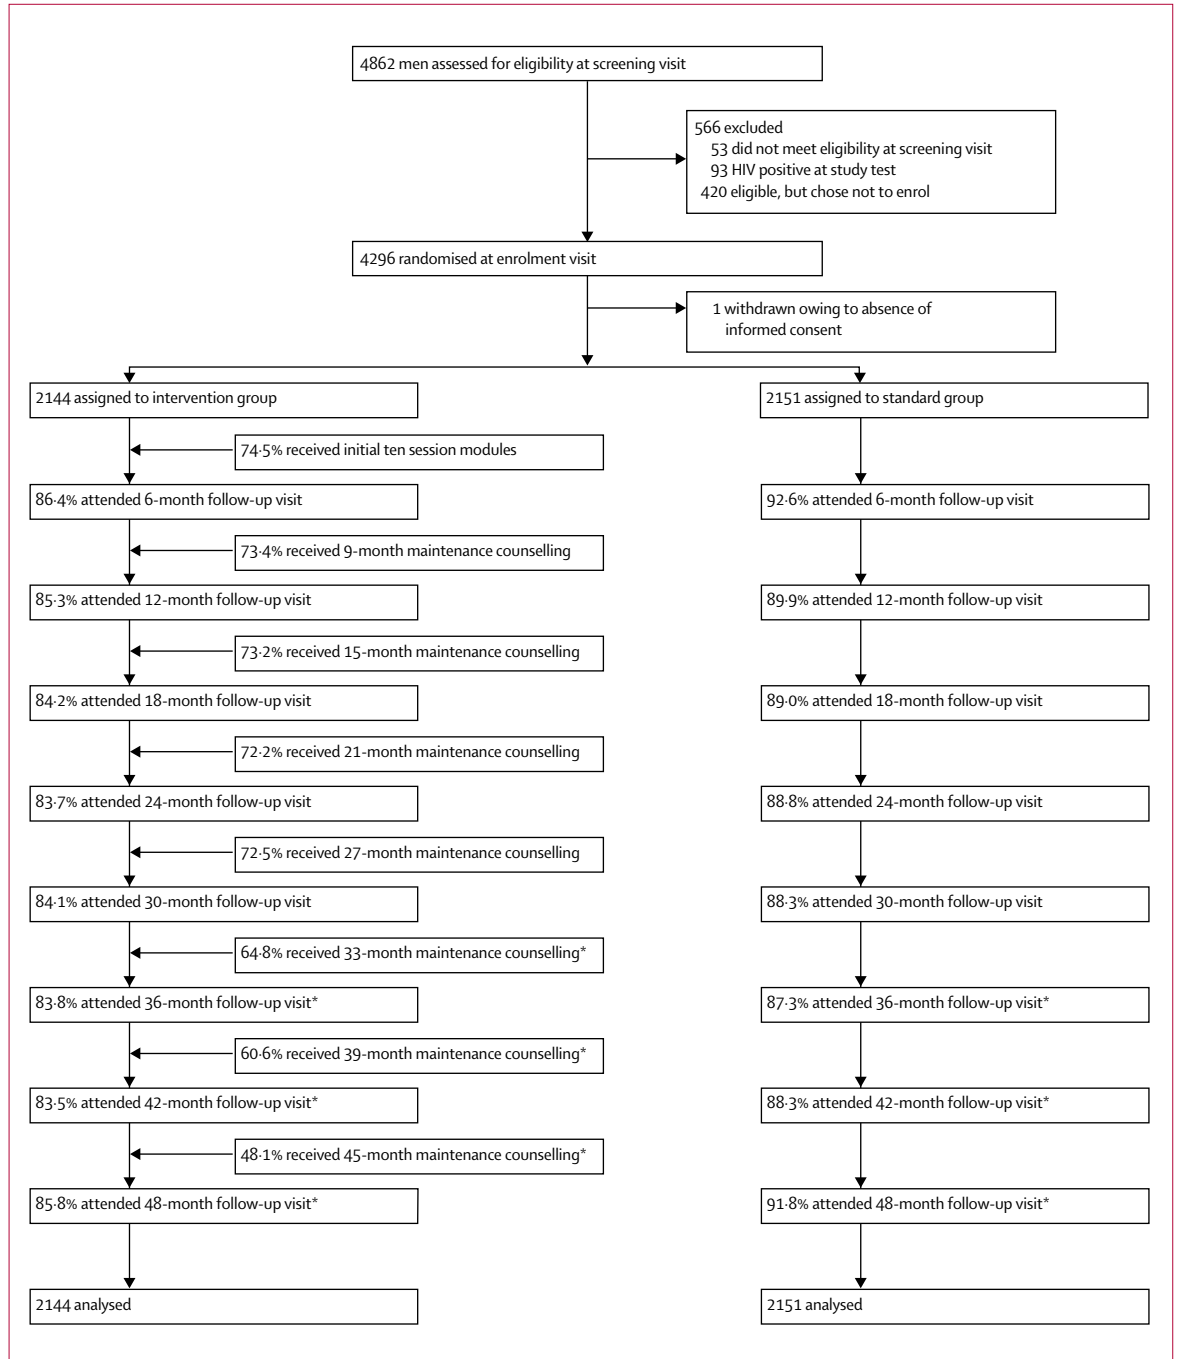 4862 men assessed for eligibility at screening visit
566 excluded
53 did not meet eligibility at screening visit
93 HIV positive at study test
420 eligible, but chose not to enrol
4296 randomised at enrolment visit
1 withdrawn owing to absence of
informed consent
2144 assigned to intervention group
2151 assigned to standard group
74·5% received initial ten session modules
86·4% attended 6-month follow-up visit
92·6% attended 6-month follow-up visit
73·4% received 9-month maintenance counselling
85·3% attended 12-month follow-up visit
89·9% attended 12-month follow-up visit
73·2% received 15-month maintenance counselling
84·2% attended 18-month follow-up visit
89·0% attended 18-month follow-up visit
72·2% received 21-month maintenance counselling
83·7% attended 24-month follow-up visit
88·8% attended 24-month follow-up visit
72·5% received 27-month maintenance counselling
84·1% attended 30-month follow-up visit
88·3% attended 30-month follow-up visit
64·8% received 33-month maintenance counselling*
83·8% attended 36-month follow-up visit*
87·3% attended 36-month follow-up visit*
60·6% received 39-month maintenance counselling*
83·5% attended 42-month follow-up visit*
88·3% attended 42-month follow-up visit*
48·1% received 45-month maintenance counselling*
85·8% attended 48-month follow-up visit*
91·8% attended 48-month follow-up visit*
2144 analysed
2151 analysed